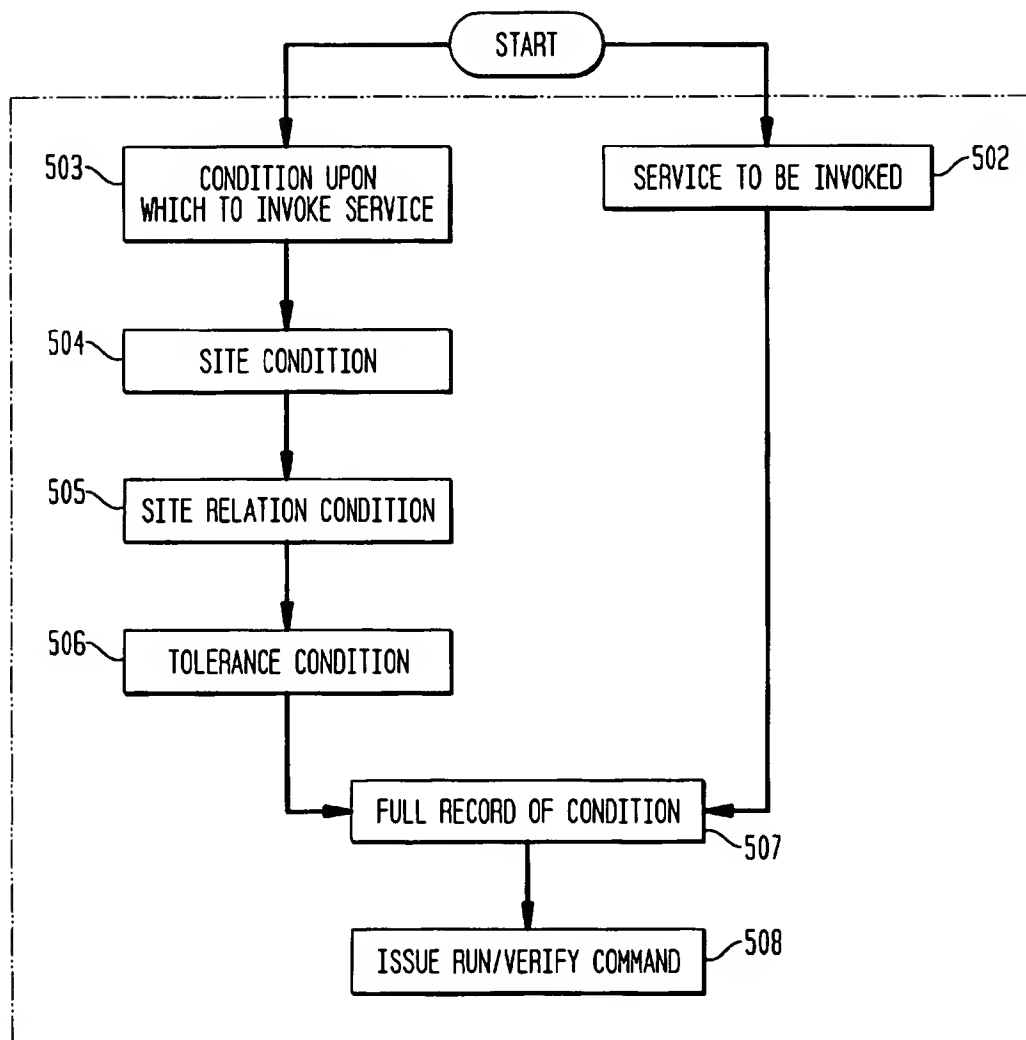 START
503
CONDITION UPON
WHICH TO INVOKE SERVICE
SERVICE TO BE INVOKED
502
504
SITE CONDITION
505
SITE RELATION CONDITION
506
TOLERANCE CONDITION
FULL RECORD OF CONDITION
507
ISSUE RUN/VERIFY COMMAND
508